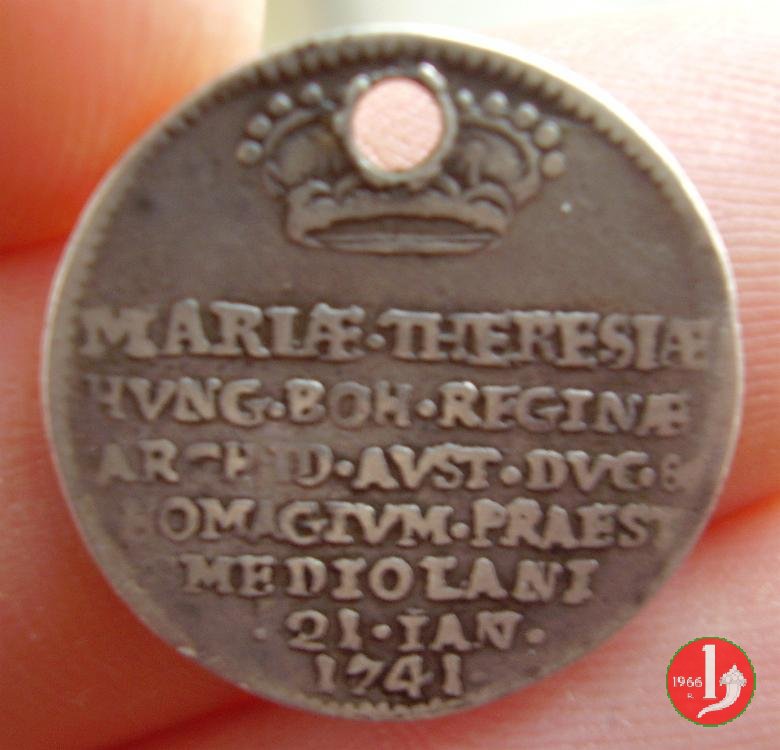 MARIÆ·THERESIÆ
HVNG·BOH·REGINÆ
ARCHID·AVST·DVC·&
HOMAGIVM·PRAEST
MEDIOLANI
·21·IAN·
1741
1966
R.